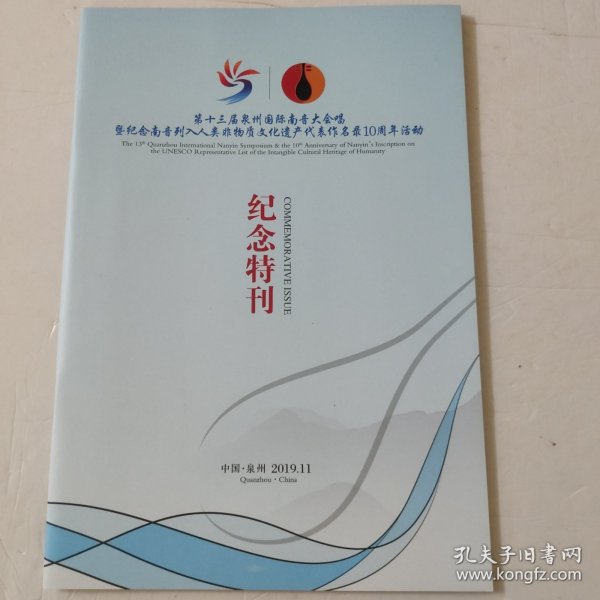 第十三届泉州国际南音大会唱
暨纪念南音列入人类非物质文化遗产代表作名录10周年活动
The 13th Quanzhou International Nanyin Symposium & the 10th Anniversary of Nanyin's Inscription on
the UNESCO Representative List of the Intangible Cultural Heritage of Humanity
纪念特刊
COMMEMORATIVE ISSUE
中国·泉州 2019.11
Quanzhou · China
孔夫子旧书网
www.kongfz.com